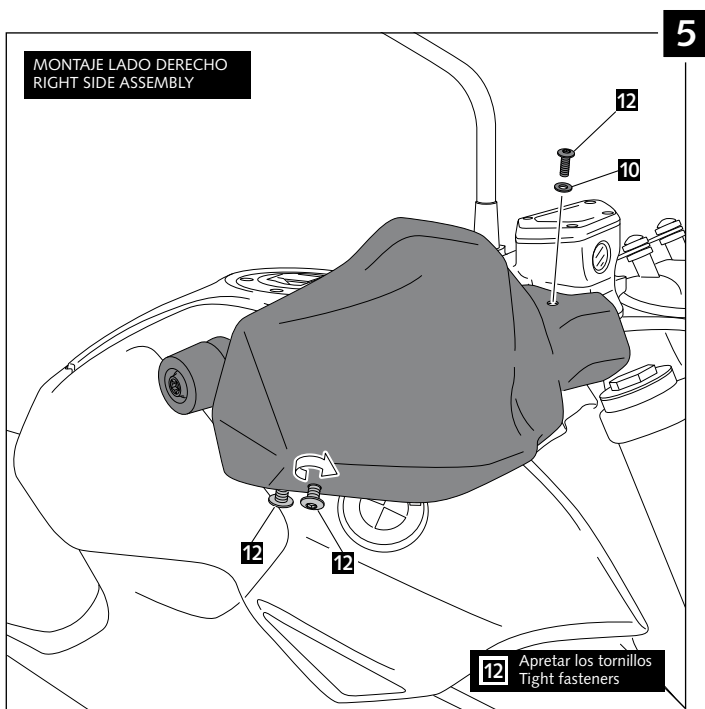 5
MONTAJE LADO DERECHO
RIGHT SIDE ASSEMBLY
12
10
12
12
12 Apretar los tornillos
Tight fasteners